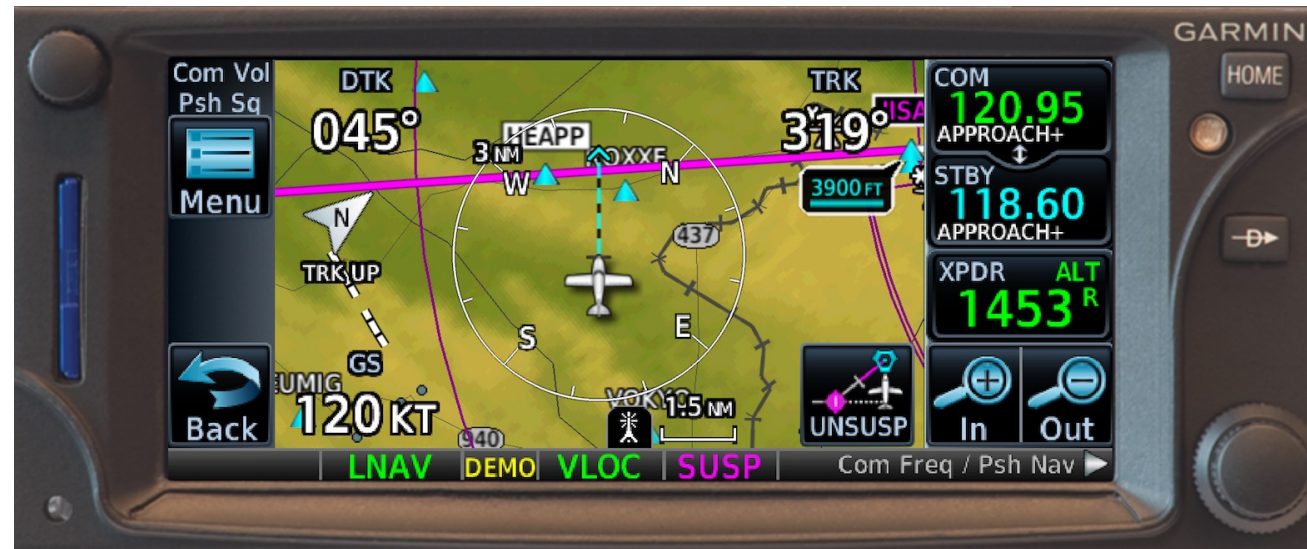 GARMIN
HOME
Com Vol
Psh Sq
Menu
Back
DTK
045°
TRK
319°
HEAPP
3 NM
W
N
S
E
N
TRK UP
437
3900 FT
GS
120 KT
940
VOKYO
1.5 NM
UNSUSP
COM
120.95
APPROACH+
STBY
118.60
APPROACH+
XPDR
ALT
1453 R
In
Out
LNAV
DEMO
VLOC
SUSP
Com Freq / Psh Nav
D